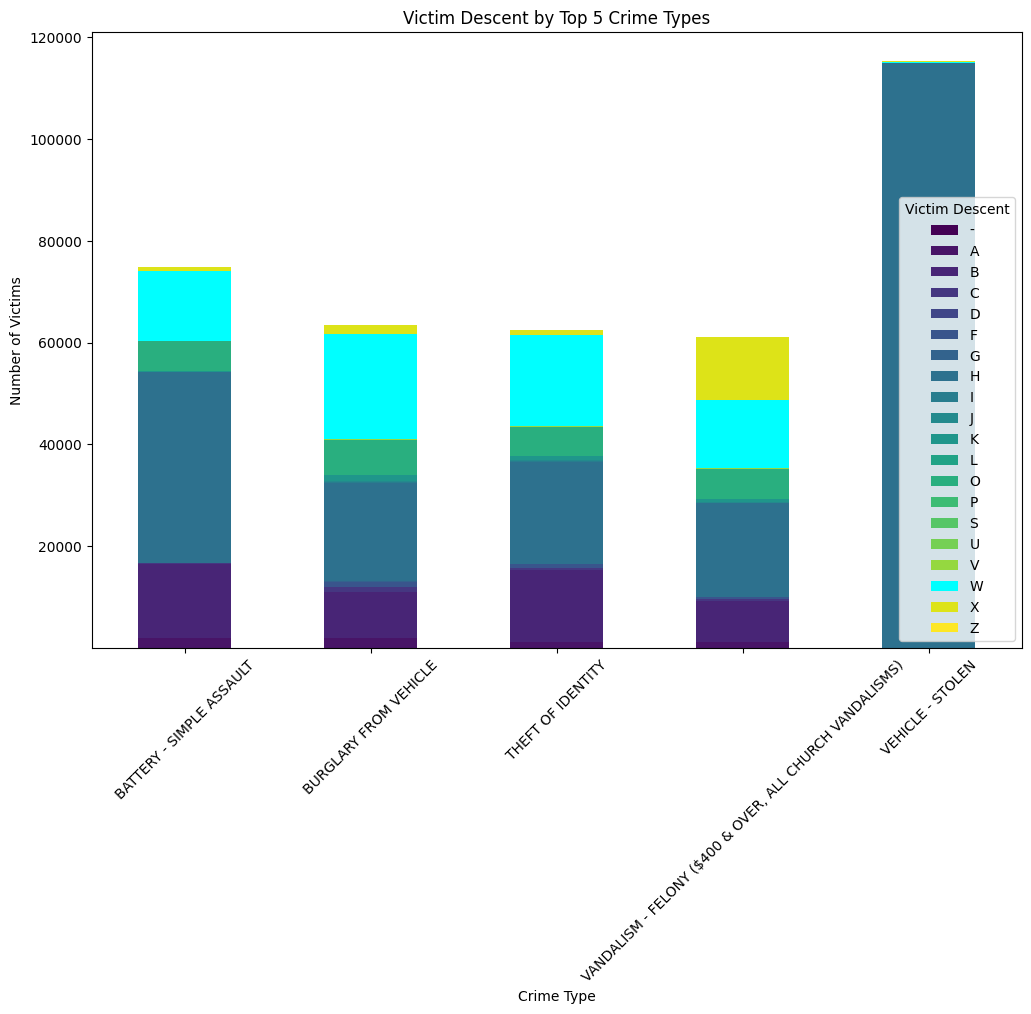 Victim Descent by Top 5 Crime Types
Number of Victims
120000
100000
80000
60000
40000
20000
Victim Descent
-
A
B
C
D
F
G
H
I
J
K
L
O
P
S
U
V
W
X
Z
BATTERY - SIMPLE ASSAULT
BURGLARY FROM VEHICLE
THEFT OF IDENTITY
VANDALISM - FELONY ($400 & OVER, ALL CHURCH VANDALISMS)
VEHICLE - STOLEN
Crime Type